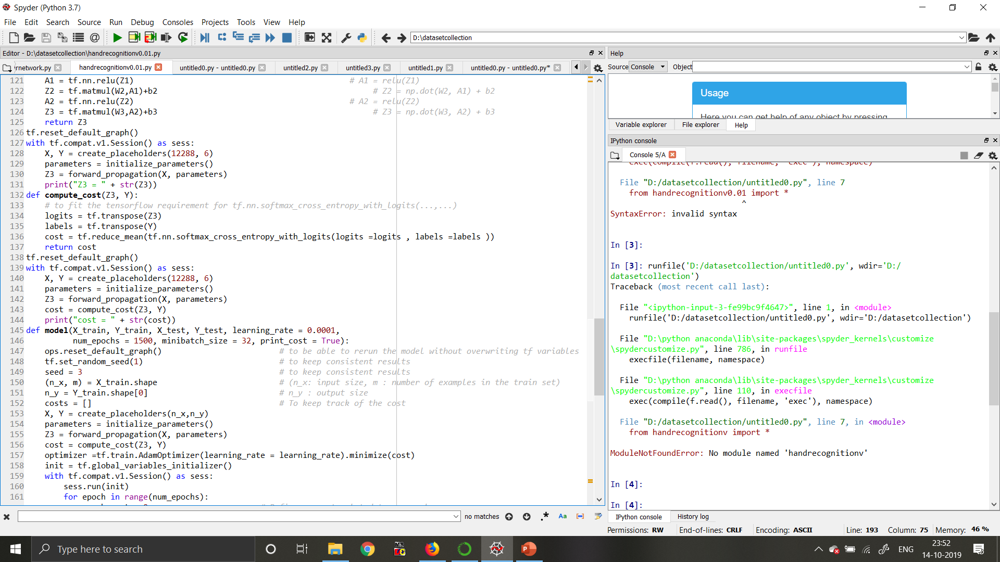 Spyder (Python 3.7)
File Edit Search Source Run Debug Consoles Projects Tools View Help
D:\datasetcollection
Editor - D:\datasetcollection\handrecognitionv0.01.py
rnetwork.py handrecognitionv0.01.py untitled0.py - untitled0.py untitled2.py untitled3.py untitled1.py untitled0.py - untitled0.py*
121 A1 = tf.nn.relu(Z1) # A1 = relu(Z1)
122 Z2 = tf.matmul(W2,A1)+b2 # Z2 = np.dot(W2, A1) + b2
123 A2 = tf.nn.relu(Z2) # A2 = relu(Z2)
124 Z3 = tf.matmul(W3,A2)+b3 # Z3 = np.dot(W3, A2) + b3
125 return Z3
126 tf.reset_default_graph()
127 with tf.compat.v1.Session() as sess:
128 X, Y = create_placeholders(12288, 6)
129 parameters = initialize_parameters()
130 Z3 = forward_propagation(X, parameters)
131 print("Z3 = " + str(Z3))
132 def compute_cost(Z3, Y):
133 # to fit the tensorflow requirement for tf.nn.softmax_cross_entropy_with_logits(...,...)
134 logits = tf.transpose(Z3)
135 labels = tf.transpose(Y)
136 cost = tf.reduce_mean(tf.nn.softmax_cross_entropy_with_logits(logits =logits , labels =labels ))
137 return cost
138 tf.reset_default_graph()
139 with tf.compat.v1.Session() as sess:
140 X, Y = create_placeholders(12288, 6)
141 parameters = initialize_parameters()
142 Z3 = forward_propagation(X, parameters)
143 cost = compute_cost(Z3, Y)
144 print("cost = " + str(cost))
145 def model(X_train, Y_train, X_test, Y_test, learning_rate = 0.0001,
146 num_epochs = 1500, minibatch_size = 32, print_cost = True):
147 ops.reset_default_graph() # to be able to rerun the model without overwriting tf variables
148 tf.set_random_seed(1) # to keep consistent results
149 seed = 3 # to keep consistent results
150 (n_x, m) = X_train.shape # (n_x: input size, m : number of examples in the train set)
151 n_y = Y_train.shape[0] # n_y : output size
152 costs = [] # To keep track of the cost
153 X, Y = create_placeholders(n_x,n_y)
154 parameters = initialize_parameters()
155 Z3 = forward_propagation(X, parameters)
156 cost = compute_cost(Z3, Y)
157 optimizer =tf.train.AdamOptimizer(learning_rate = learning_rate).minimize(cost)
158 init = tf.global_variables_initializer()
159 with tf.compat.v1.Session() as sess:
160 sess.run(init)
161 for epoch in range(num_epochs):
no matches
Aa
Help
Source Console Object
Usage
Here you can get help of any object by pressing
Variable explorer File explorer Help
IPython console
Console 5/A
exec(compile(f.read(), filename, 'exec'), namespace)
File "D:/datasetcollection/untitled0.py", line 7
from handrecognitionv0.01 import *
^
SyntaxError: invalid syntax
In [3]:
In [3]: runfile('D:/datasetcollection/untitled0.py', wdir='D:/
datasetcollection')
Traceback (most recent call last):
File "<ipython-input-3-fe99bc9f4647>", line 1, in <module>
runfile('D:/datasetcollection/untitled0.py', wdir='D:/datasetcollection')
File "D:\python anaconda\lib\site-packages\spyder_kernels\customize
\spydercustomize.py", line 786, in runfile
execfile(filename, namespace)
File "D:\python anaconda\lib\site-packages\spyder_kernels\customize
\spydercustomize.py", line 110, in execfile
exec(compile(f.read(), filename, 'exec'), namespace)
File "D:/datasetcollection/untitled0.py", line 7, in <module>
from handrecognitionv import *
ModuleNotFoundError: No module named 'handrecognitionv'
In [4]:
In [4]:
IPython console History log
Permissions: RW End-of-lines: CRLF Encoding: ASCII Line: 193 Column: 75 Memory: 46 %
Type here to search
ENG
23:52
14-10-2019